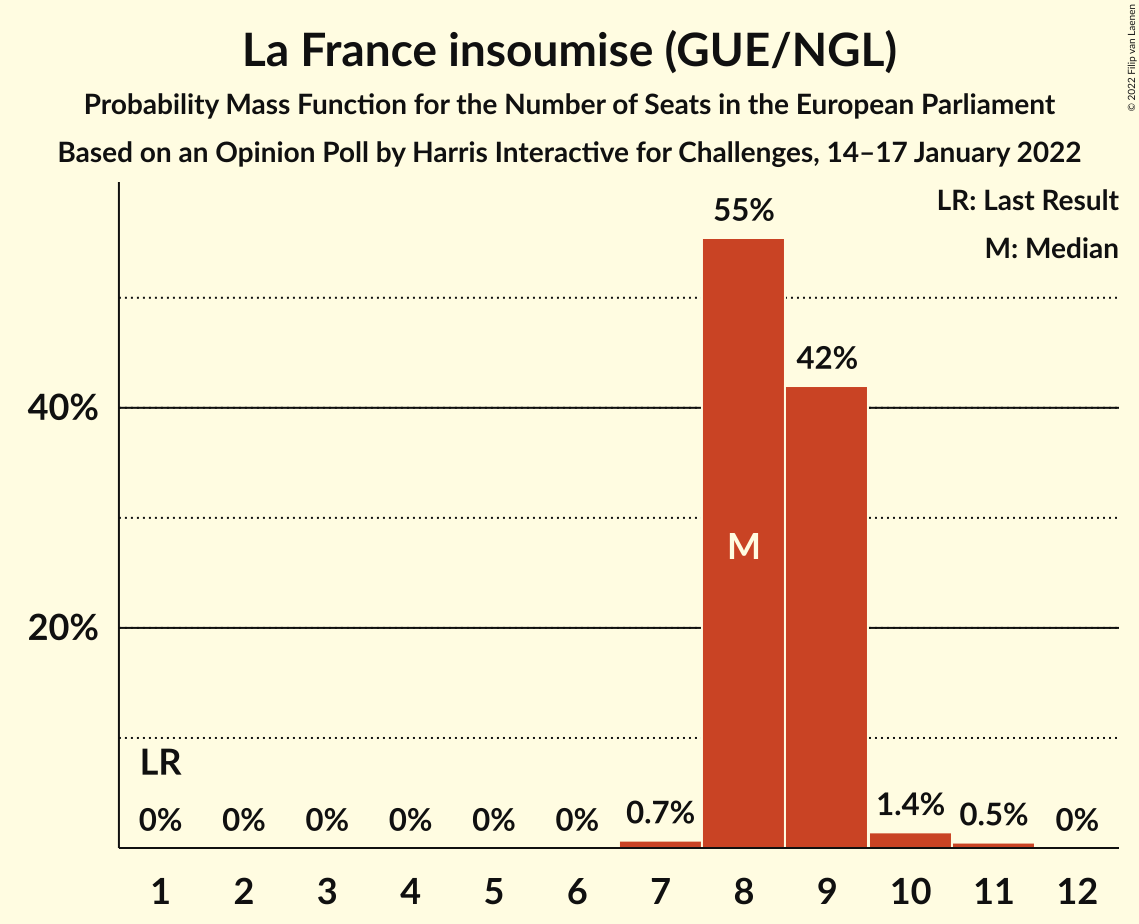 La France insoumise (GUE/NGL)
Probability Mass Function for the Number of Seats in the European Parliament
Based on an Opinion Poll by Harris Interactive for Challenges, 14–17 January 2022
© 2022 Filip van Laenen
LR: Last Result
M: Median
55%
42%
40%
M
20%
LR
0% 0% 0% 0% 0% 0% 0.7% 1.4% 0.5% 0%
1 2 3 4 5 6 7 8 9 10 11 12